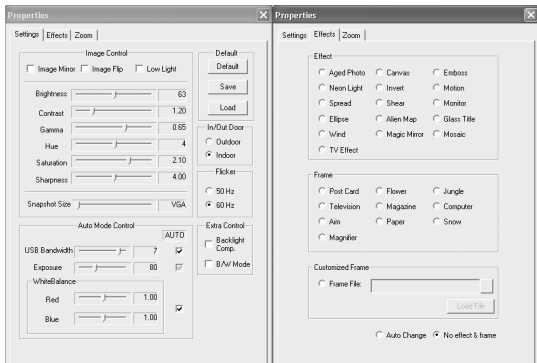 Properties
Settings Effects Zoom
Image Control
Image Mirror Image Flip Low Light
Brightness 63
Contrast 1.20
Gamma 0.65
Hue 4
Saturation 2.10
Sharpness 4.00
Snapshot Size VGA
Default
Default
Save
Load
In/Out Door
Outdoor
Indoor
Flicker
50 Hz
60 Hz
Auto Mode Control
AUTO
USB Bandwidth 7
Exposure 80
WhiteBalance
Red 1.00
Blue 1.00
Extra Control
Backlight
Comp.
B/W Mode
Properties
Settings Effects Zoom
Effect
Aged Photo Canvas Emboss
Neon Light Invert Motion
Spread Shear Monitor
Ellipse Alien Map Glass Title
Wind Magic Mirror Mosaic
TV Effect
Frame
Post Card Flower Jungle
Television Magazine Computer
Aim Paper Snow
Magnifier
Customized Frame
Frame File:
Load File
Auto Change No effect & frame